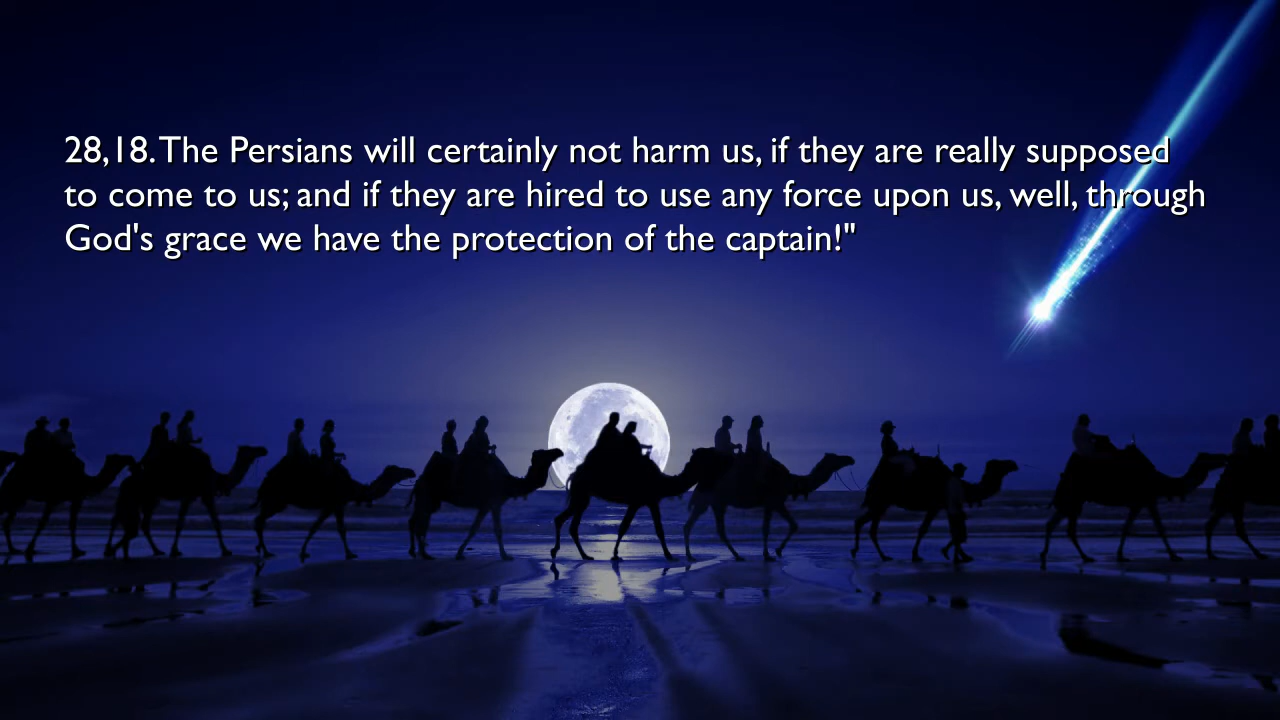 28,18. The Persians will certainly not harm us, if they are really supposed
to come to us; and if they are hired to use any force upon us, well, through
God's grace we have the protection of the captain!"